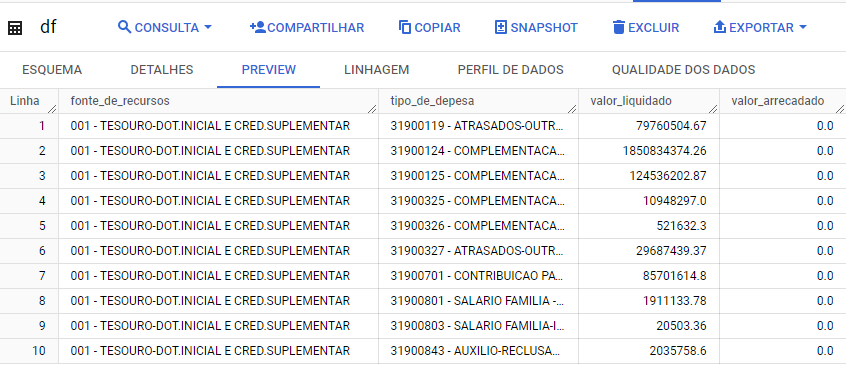 df CONSULTA COMPARTILHAR COPIAR SNAPSHOT EXCLUIR EXPORTAR
ESQUEMA DETALHES PREVIEW LINHAGEM PERFIL DE DADOS QUALIDADE DOS DADOS
Linha fonte_de_recursos tipo_de_depesa valor_liquidado valor_arrecadado
1 001 - TESOURO-DOT.INICIAL E CRED.SUPLEMENTAR 31900119 - ATRASADOS-OUTR... 79760504.67 0.0
2 001 - TESOURO-DOT.INICIAL E CRED.SUPLEMENTAR 31900124 - COMPLEMENTACA... 1850834374.26 0.0
3 001 - TESOURO-DOT.INICIAL E CRED.SUPLEMENTAR 31900125 - COMPLEMENTACA... 124536202.87 0.0
4 001 - TESOURO-DOT.INICIAL E CRED.SUPLEMENTAR 31900325 - COMPLEMENTACA... 10948297.0 0.0
5 001 - TESOURO-DOT.INICIAL E CRED.SUPLEMENTAR 31900326 - COMPLEMENTACA... 521632.3 0.0
6 001 - TESOURO-DOT.INICIAL E CRED.SUPLEMENTAR 31900327 - ATRASADOS-OUTR... 29687439.37 0.0
7 001 - TESOURO-DOT.INICIAL E CRED.SUPLEMENTAR 31900701 - CONTRIBUICAO PA... 85701614.8 0.0
8 001 - TESOURO-DOT.INICIAL E CRED.SUPLEMENTAR 31900801 - SALARIO FAMILIA -... 1911133.78 0.0
9 001 - TESOURO-DOT.INICIAL E CRED.SUPLEMENTAR 31900803 - SALARIO FAMILIA-I... 20503.36 0.0
10 001 - TESOURO-DOT.INICIAL E CRED.SUPLEMENTAR 31900843 - AUXILIO-RECLUSA... 2035758.6 0.0